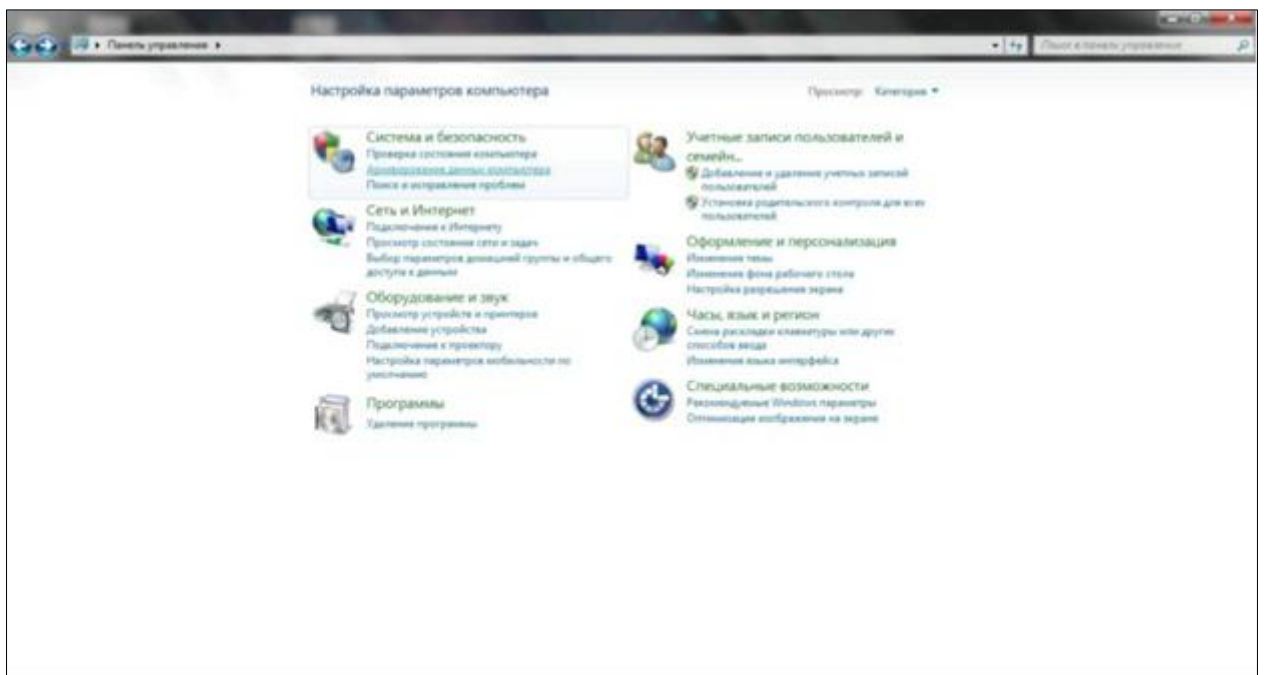 Панель управления
Поиск в панели управления
Настройка параметров компьютера
Просмотр: Категория
Система и безопасность
Проверка состояния компьютера
Архивирование данных компьютера
Поиск и исправление проблем
Сеть и Интернет
Подключение к Интернету
Просмотр состояния сети и задач
Выбор параметров домашней группы и общего
доступа к данным
Оборудование и звук
Просмотр устройств и принтеров
Добавление устройства
Подключение к проектору
Настройка параметров мобильности по
умолчанию
Программы
Удаление программы
Учетные записи пользователей и
семейн...
Добавление и удаление учетных записей
пользователей
Установка родительского контроля для всех
пользователей
Оформление и персонализация
Изменение темы
Изменение фона рабочего стола
Настройка разрешения экрана
Часы, язык и регион
Смена раскладки клавиатуры или других
способов ввода
Изменение языка интерфейса
Специальные возможности
Рекомендуемые Windows параметры
Оптимизация изображения на экране